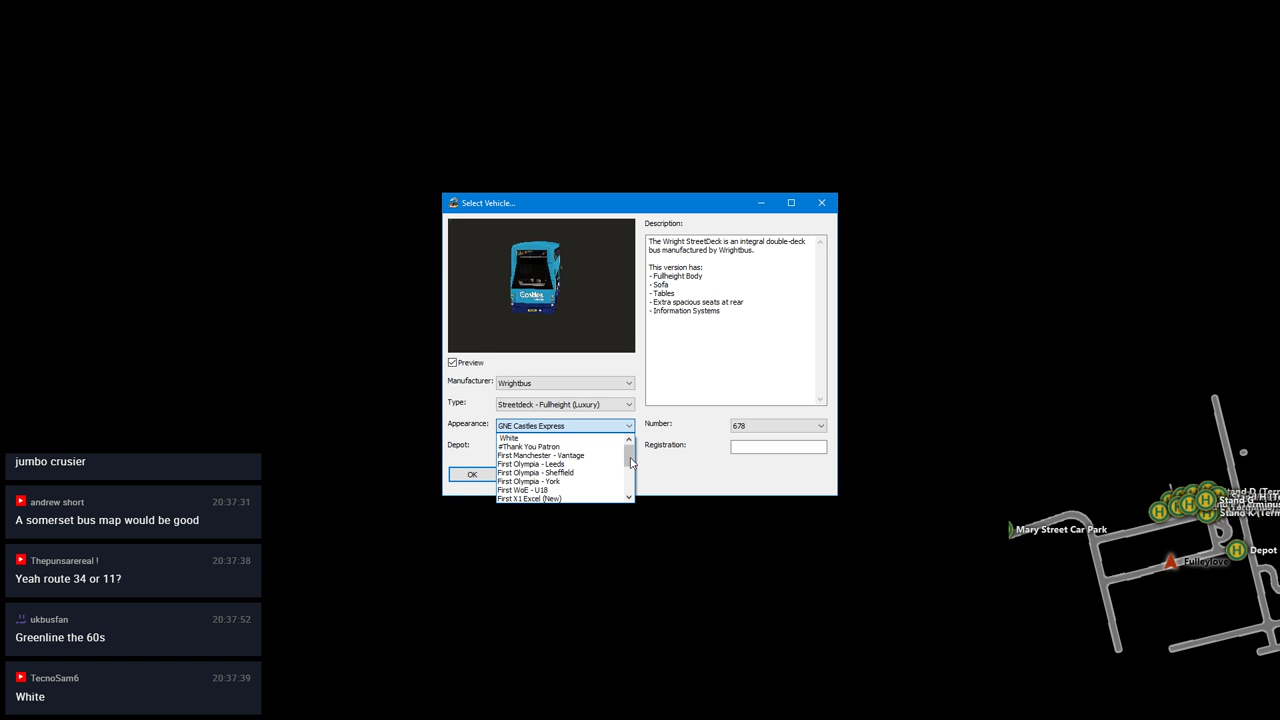 Select Vehicle...
Castles
Preview
Manufacturer:
Wrightbus
Type:
Streetdeck - Fullheight (Luxury)
Appearance:
GNE Castles Express
White
#Thank You Patron
First Manchester - Vantage
First Olympia - Leeds
First Olympia - Sheffield
First Olympia - York
First WoE - U18
First X1 Excel (New)
Depot:
OK
Description:
The Wright StreetDeck is an integral double-deck
bus manufactured by Wrightbus.
This version has:
- Fullheight Body
- Sofa
- Tables
- Extra spacious seats at rear
- Information Systems
Number:
678
Registration:
jumbo crusier
andrew short
20:37:31
A somerset bus map would be good
Thepunsarereal !
20:37:38
Yeah route 34 or 11?
ukbusfan
20:37:52
Greenline the 60s
TecnoSam6
20:37:39
White
Mary Street Car Park
Stand G
Depot
Fulleylove